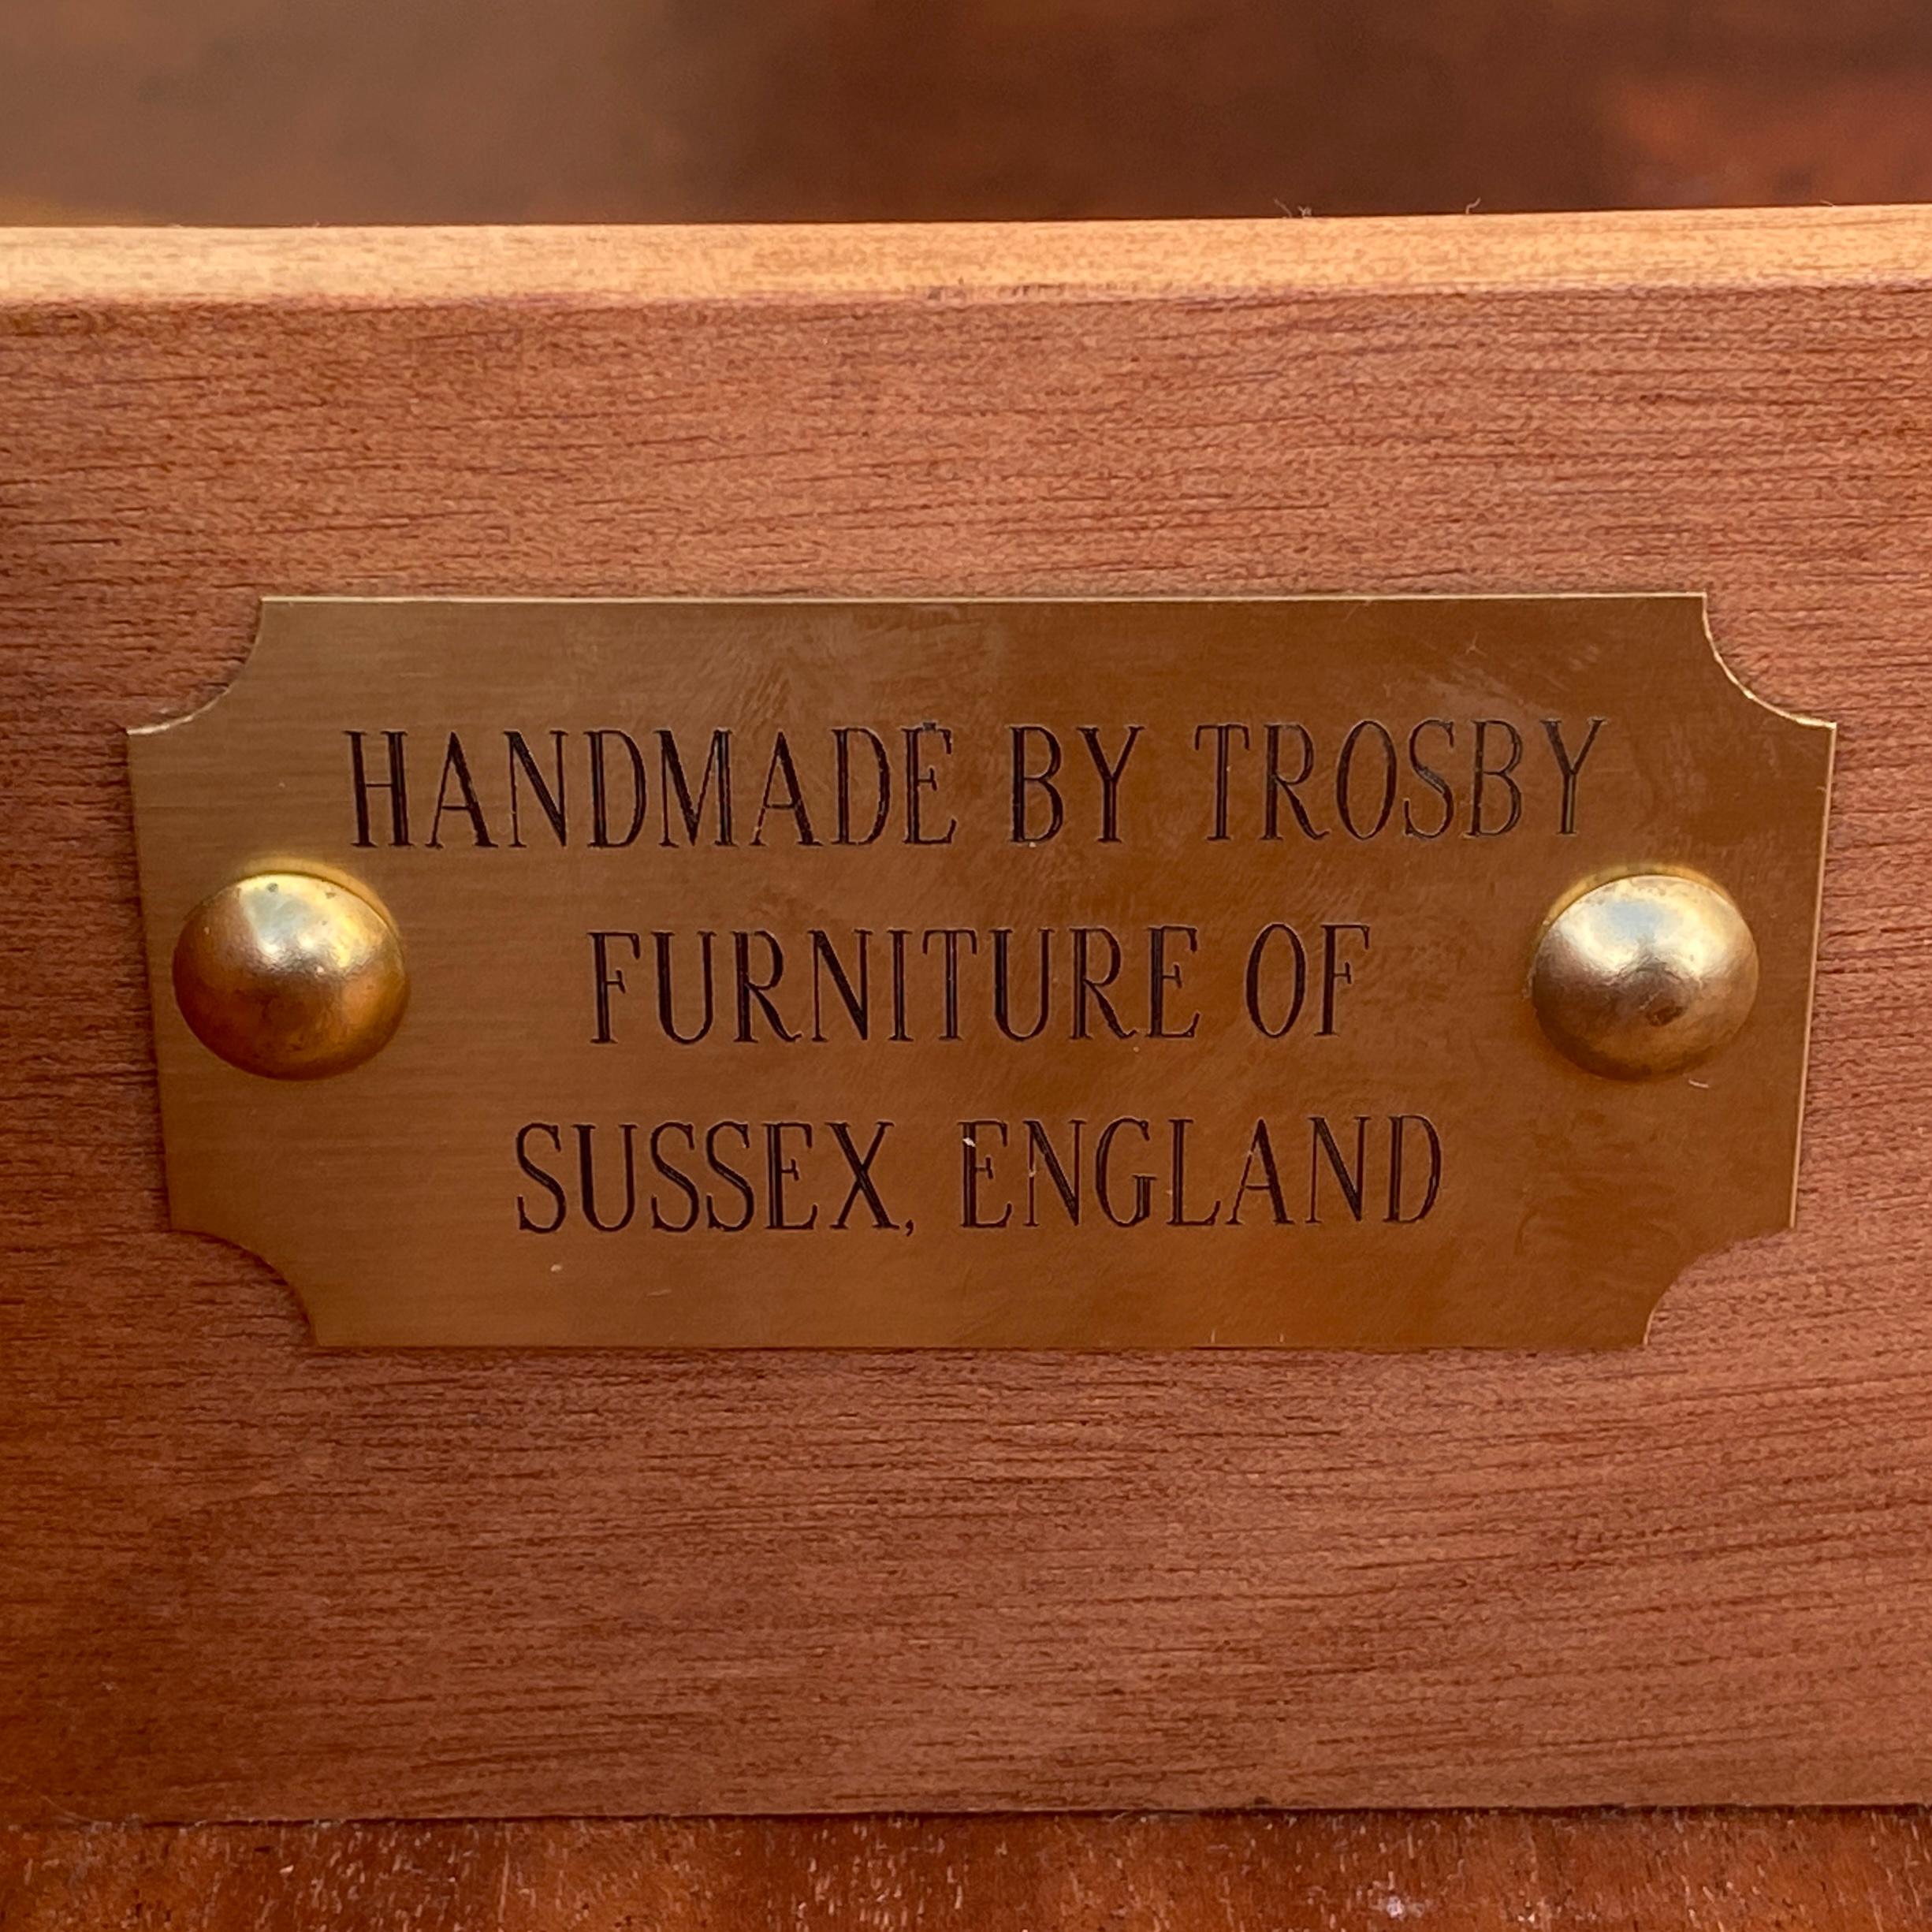 HANDMADE BY TROSBY
FURNITURE OF
SUSSEX, ENGLAND